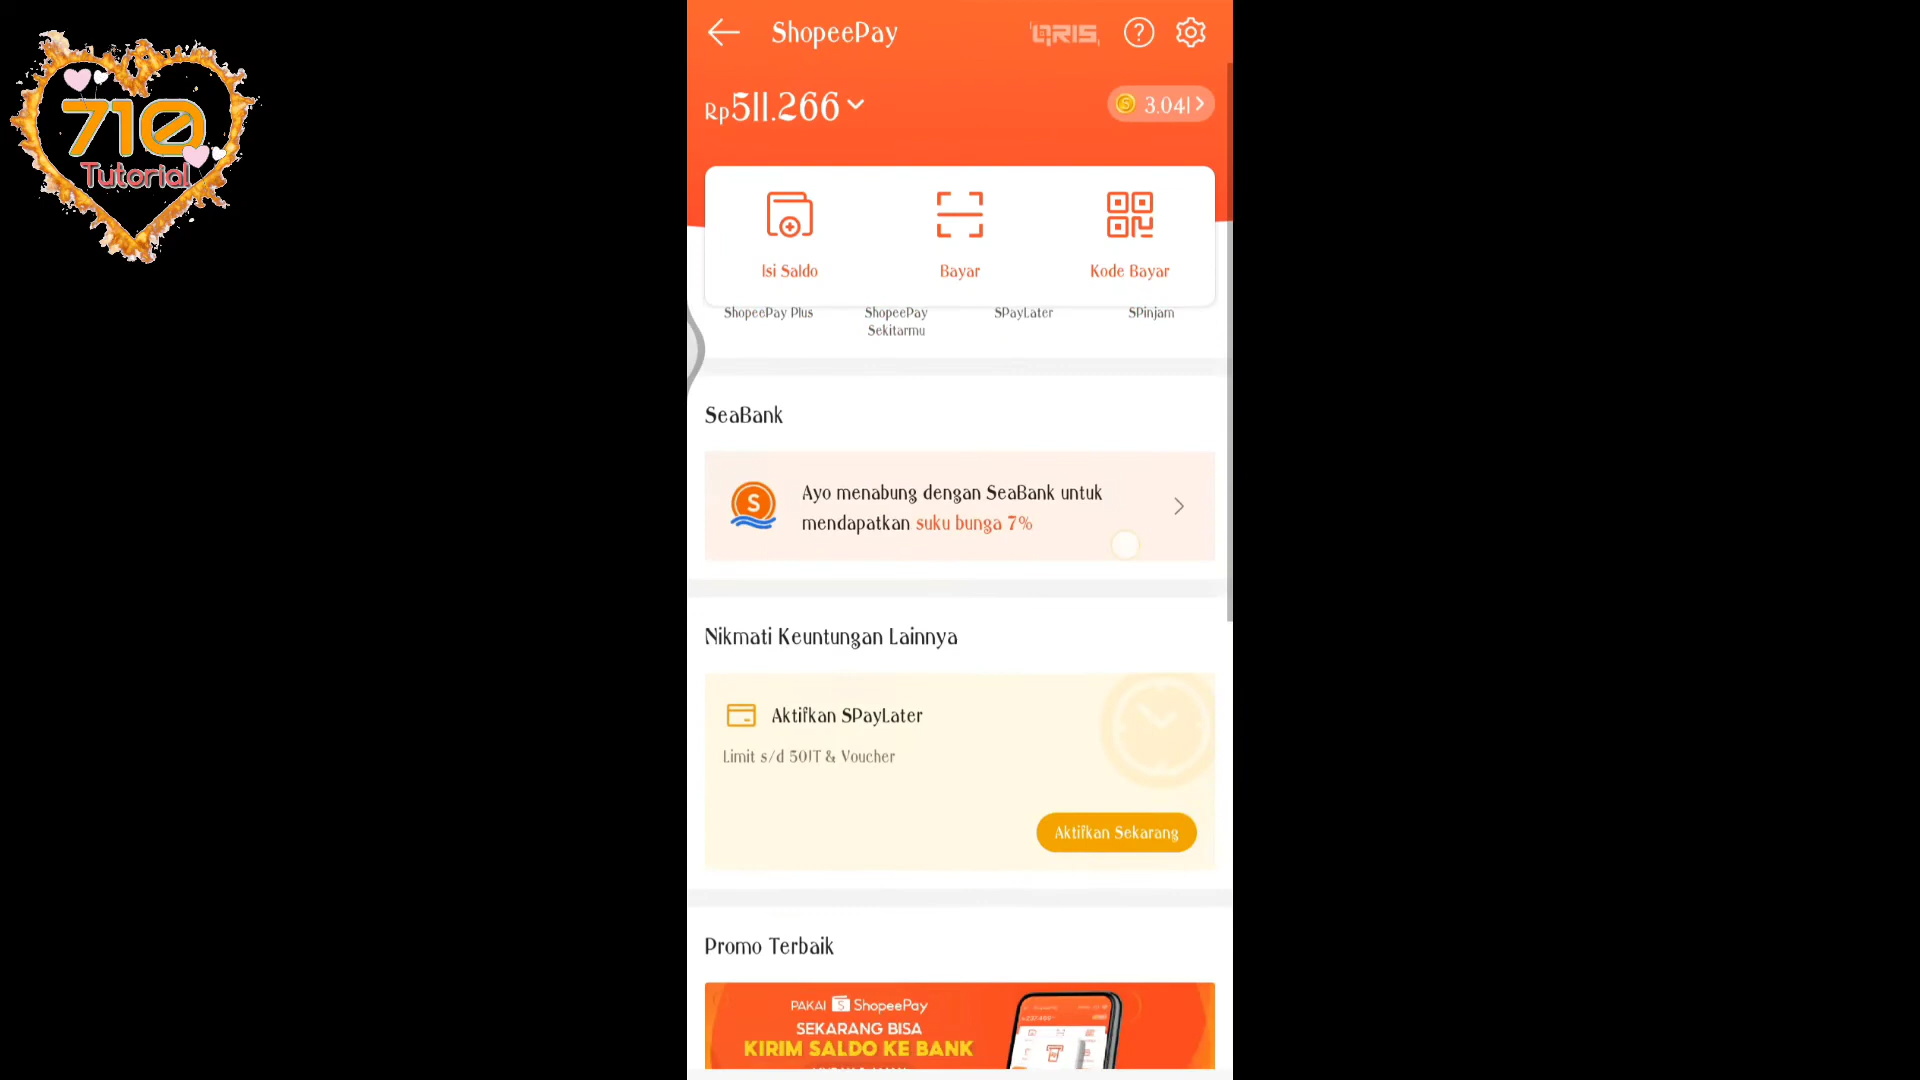 710
Tutorial
ShopeePay
QRIS
?
Rp511.266
3.041
Isi Saldo
Bayar
Kode Bayar
ShopeePay Plus
ShopeePay
Sekitarmu
SPayLater
SPinjam
SeaBank
Ayo menabung dengan SeaBank untuk
mendapatkan suku bunga 7%
Nikmati Keuntungan Lainnya
Aktifkan SPayLater
Limit s/d 50JT & Voucher
Aktifkan Sekarang
Promo Terbaik
PAKAI ShopeePay
SEKARANG BISA
KIRIM SALDO KE BANK